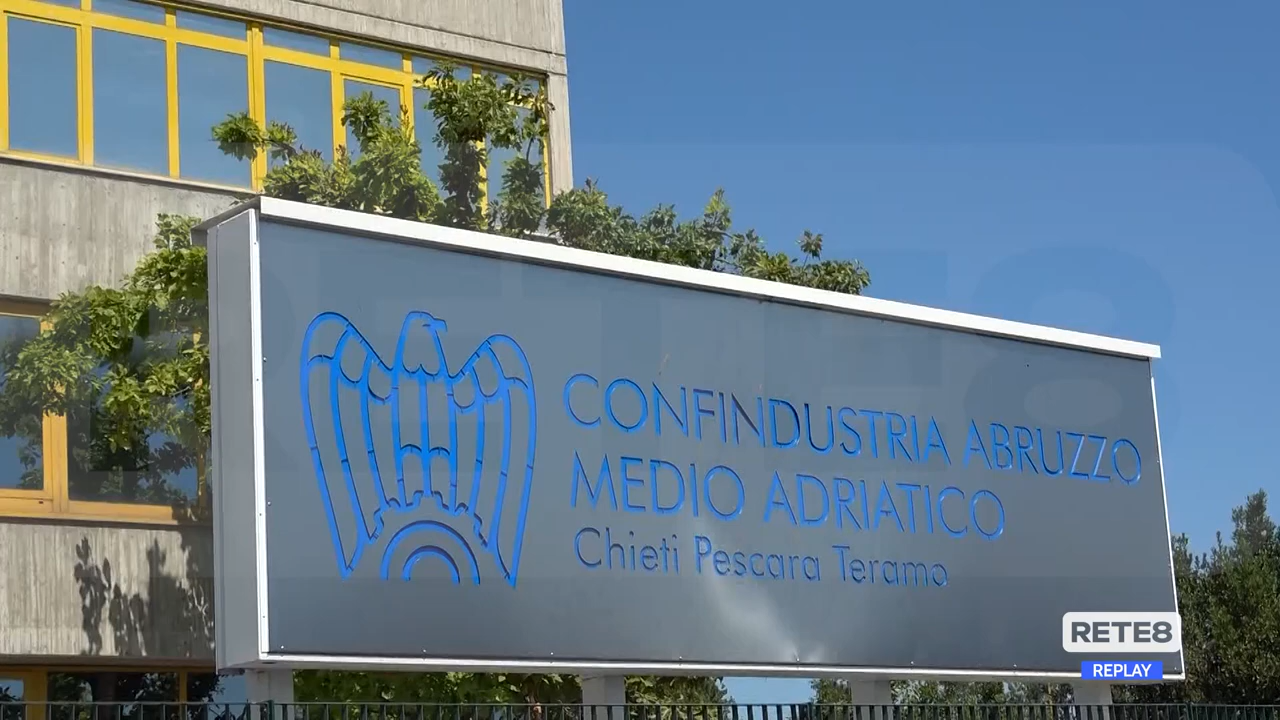 CONFINDUSTRIA ABRUZZO
MEDIO ADRIATICO
Chieti Pescara Teramo
RETE8
REPLAY